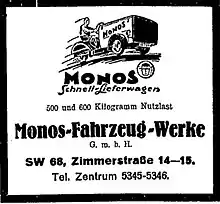 MONOS
MONOS
Schnell-Lieferwagen
500 und 600 Kilogramm Nutzlast
Monos-Fahrzeug-Werke
G. m. b. H.
SW 68, Zimmerstraße 14—15.
Tel. Zentrum 5345-5346.